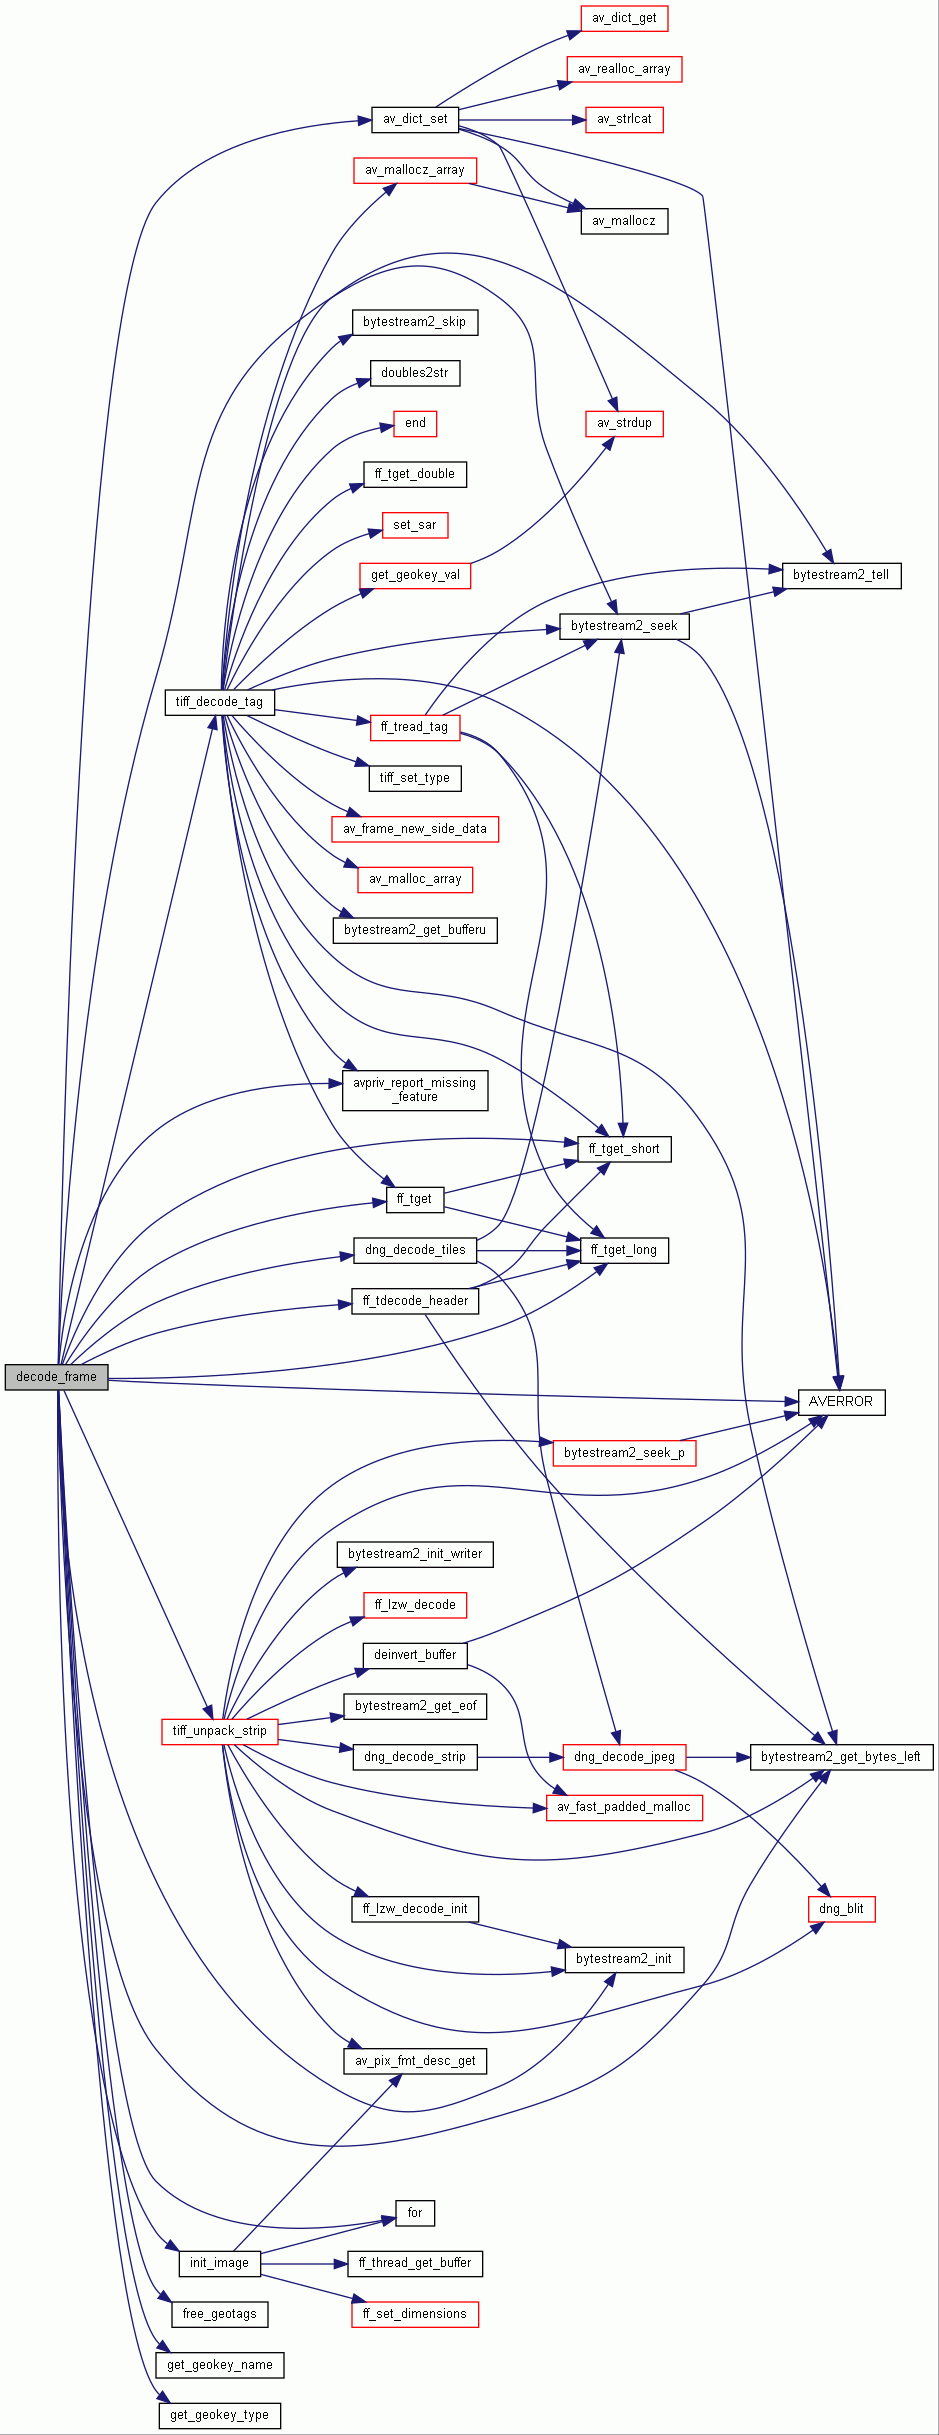 av_dict_get
av_realloc_array
av_dict_set
av_strlcat
av_mallocz_array
av_mallocz
bytestream2_skip
doubles2str
end
av_strdup
ff_tget_double
set_sar
get_geokey_val
bytestream2_tell
bytestream2_seek
tiff_decode_tag
ff_tread_tag
tiff_set_type
av_frame_new_side_data
av_malloc_array
bytestream2_get_bufferu
avpriv_report_missing
_feature
ff_tget_short
ff_tget
dng_decode_tiles
ff_tget_long
ff_tdecode_header
decode_frame
AVERROR
bytestream2_seek_p
bytestream2_init_writer
ff_lzw_decode
deinvert_buffer
bytestream2_get_eof
tiff_unpack_strip
dng_decode_strip
dng_decode_jpeg
bytestream2_get_bytes_left
av_fast_padded_malloc
ff_lzw_decode_init
dng_blit
bytestream2_init
av_pix_fmt_desc_get
for
init_image
ff_thread_get_buffer
free_geotags
ff_set_dimensions
get_geokey_name
get_geokey_type